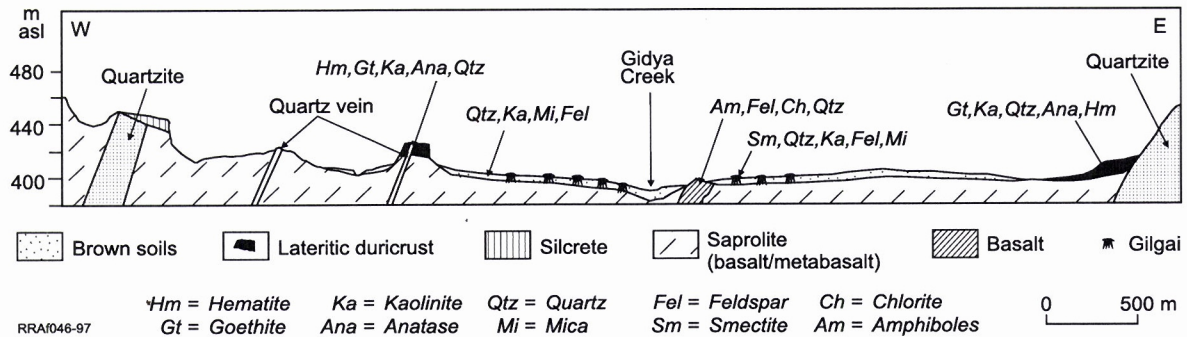 m
asl
W
E
480
440
420
400
Quartzite
Hm,Gt,Ka,Ana,Qtz
Quartz vein
Qtz,Ka,Mi,Fel
Gidya
Creek
Am,Fel,Ch,Qtz
Sm,Qtz,Ka,Fel,Mi
Gt,Ka,Qtz,Ana,Hm
Quartzite
Brown soils
Lateritic duricrust
Silcrete
Saprolite
(basalt/metabasalt)
Basalt
Gilgai
Hm = Hematite Ka = Kaolinite Qtz = Quartz Fel = Feldspar Ch = Chlorite
Gt = Goethite Ana = Anatase Mi = Mica Sm = Smectite Am = Amphiboles
0 500 m
RRAf046-97